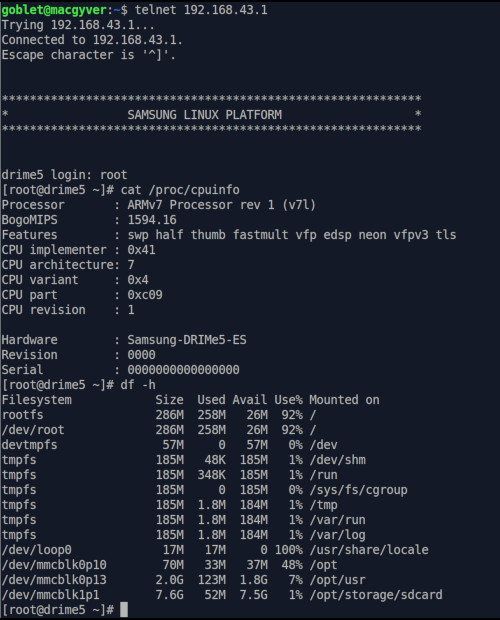 goblet@macgyver:~$ telnet 192.168.43.1
Trying 192.168.43.1...
Connected to 192.168.43.1.
Escape character is '^]'.
************************************************************
*                 SAMSUNG LINUX PLATFORM                   *
************************************************************
drime5 login: root
[root@drime5 ~]# cat /proc/cpuinfo
Processor       : ARMv7 Processor rev 1 (v7l)
BogoMIPS        : 1594.16
Features        : swp half thumb fastmult vfp edsp neon vfpv3 tls
CPU implementer : 0x41
CPU architecture: 7
CPU variant     : 0x4
CPU part        : 0xc09
CPU revision    : 1
Hardware        : Samsung-DRIMe5-ES
Revision        : 0000
Serial          : 0000000000000000
[root@drime5 ~]# df -h
Filesystem            Size  Used Avail Use% Mounted on
rootfs                286M  258M   26M  92% /
/dev/root             286M  258M   26M  92% /
devtmpfs               57M     0   57M   0% /dev
tmpfs                 185M   48K  185M   1% /dev/shm
tmpfs                 185M  348K  185M   1% /run
tmpfs                 185M     0  185M   0% /sys/fs/cgroup
tmpfs                 185M  1.8M  184M   1% /tmp
tmpfs                 185M  1.8M  184M   1% /var/run
tmpfs                 185M  1.8M  184M   1% /var/log
/dev/loop0             17M   17M     0 100% /usr/share/locale
/dev/mmcblk0p10        70M   33M   37M  48% /opt
/dev/mmcblk0p13       2.0G  123M  1.8G   7% /opt/usr
/dev/mmcblk1p1        7.6G   52M  7.5G   1% /opt/storage/sdcard
[root@drime5 ~]#